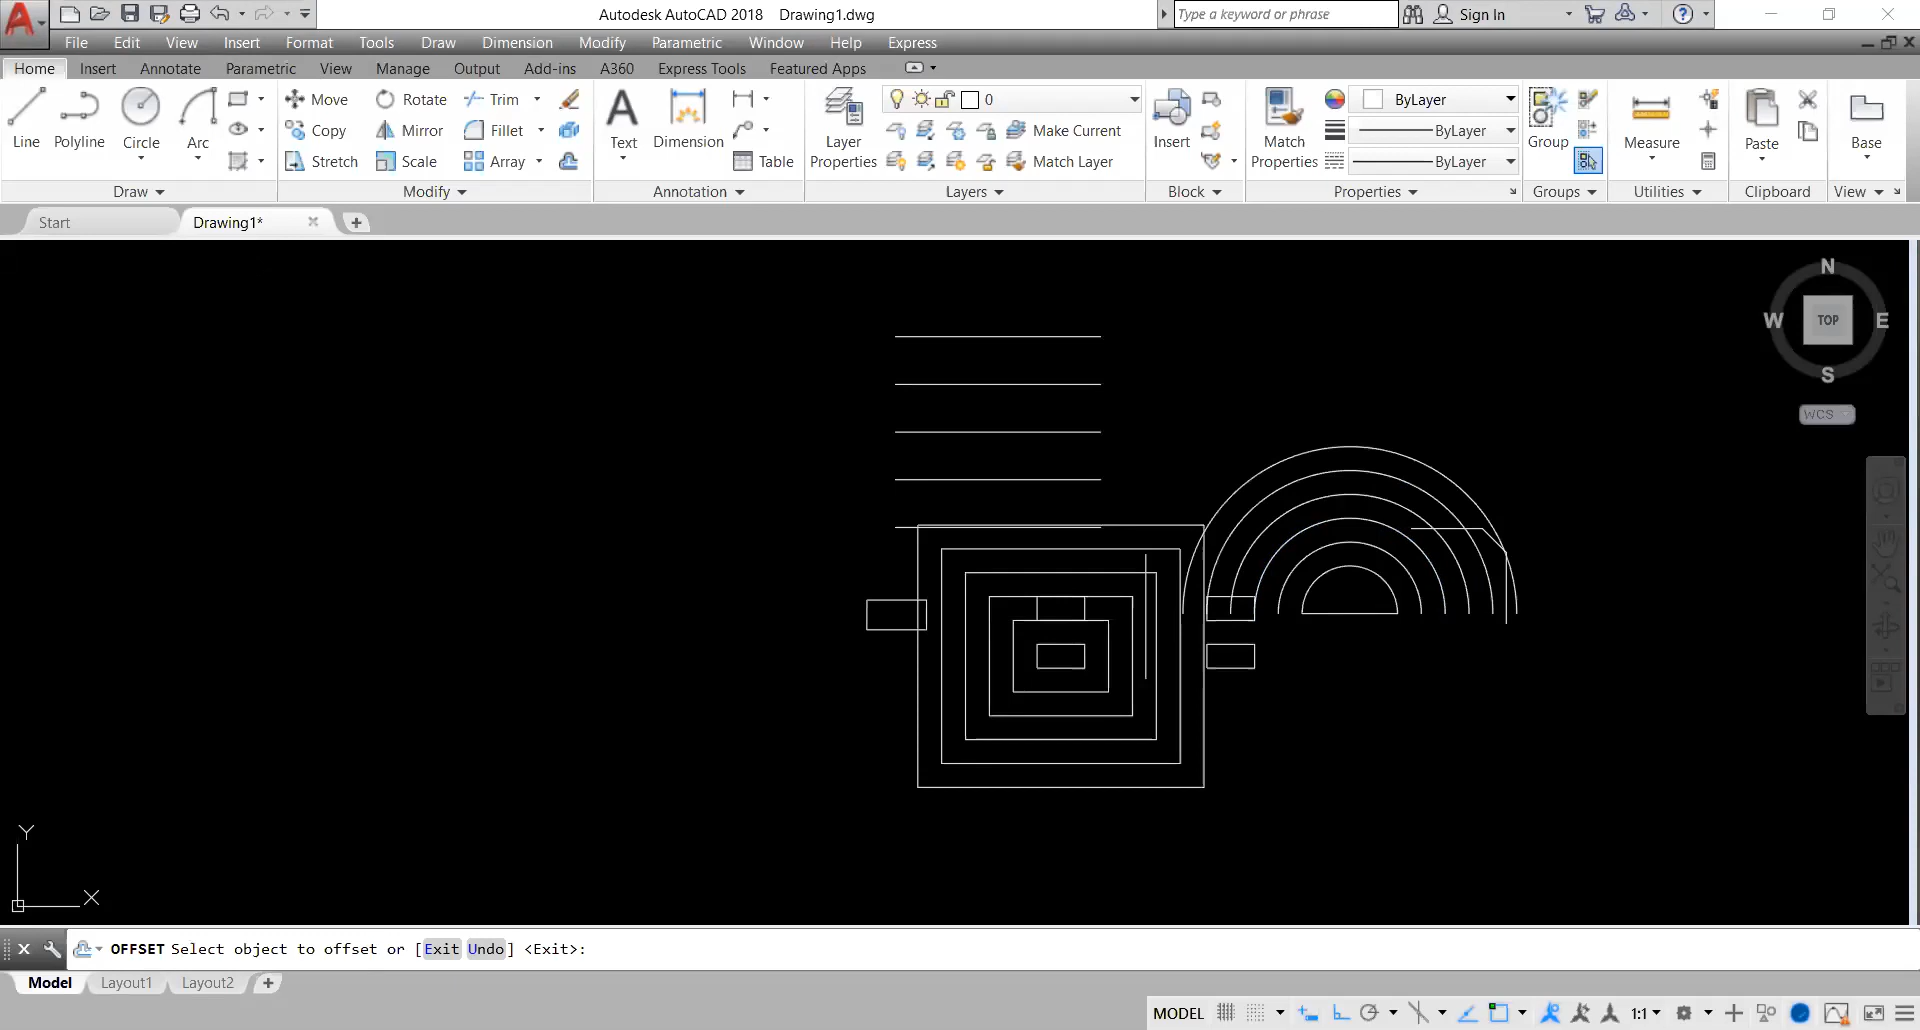 Autodesk AutoCAD 2018 Drawing1.dwg Type a keyword or phrase Sign In
File Edit View Insert Format Tools Draw Dimension Modify Parametric Window Help Express
Home Insert Annotate Parametric View Manage Output Add-ins A360 Express Tools Featured Apps
Move Rotate Trim 0 ByLayer
Copy Mirror Fillet Make Current ByLayer
Line Polyline Circle Arc Text Dimension Layer Properties Insert Match Properties Group Measure Paste Base
Stretch Scale Array Table Match Layer ByLayer
Draw Modify Annotation Layers Block Properties Groups Utilities Clipboard View
Start Drawing1*
N
W TOP E
S
WCS
Y
X
OFFSET Select object to offset or [Exit Undo] <Exit>:
Model Layout1 Layout2
MODEL 1:1